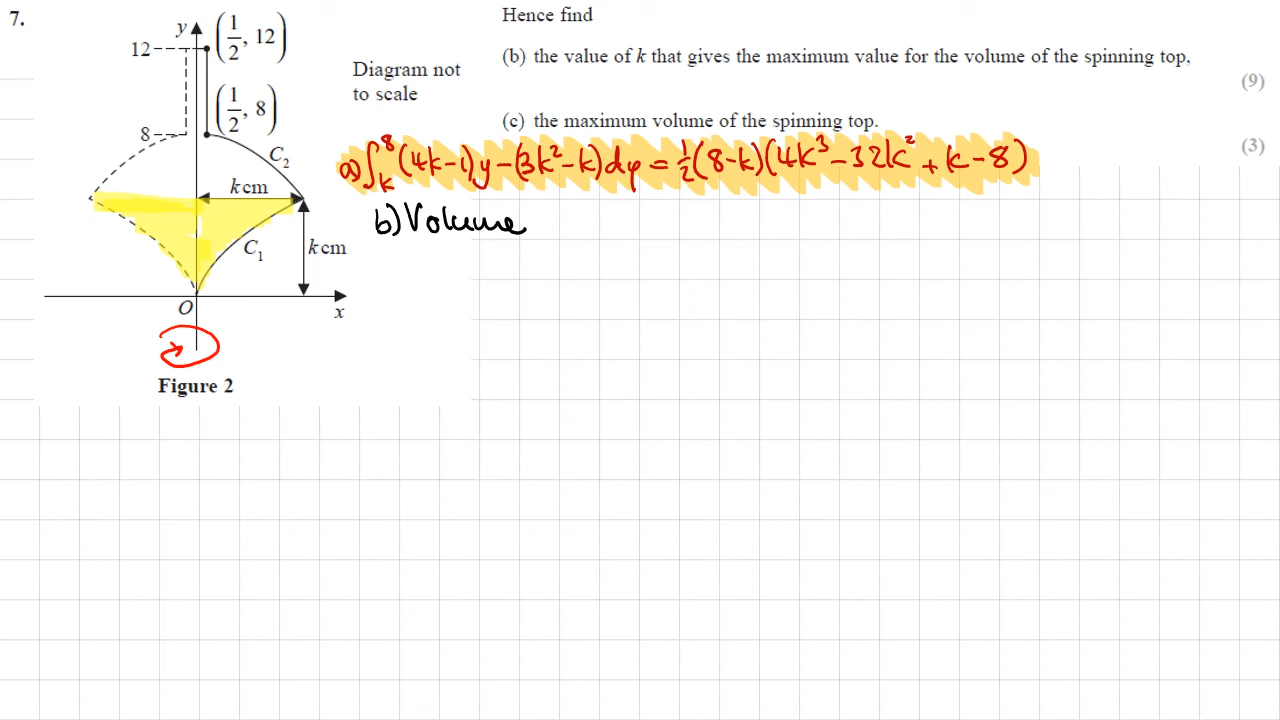 7.
y
(1/2, 12)
12
(1/2, 8)
8
C₂
k cm
C₁
k cm
O
x
Figure 2
Diagram not
to scale
Hence find
(b) the value of k that gives the maximum value for the volume of the spinning top,
(9)
(c) the maximum volume of the spinning top.
(3)
a) ∫ₖ⁸ (4k-1)y - (3k²-k) dy = ½(8-k)(4k³-32k²+k-8)
b) Volume